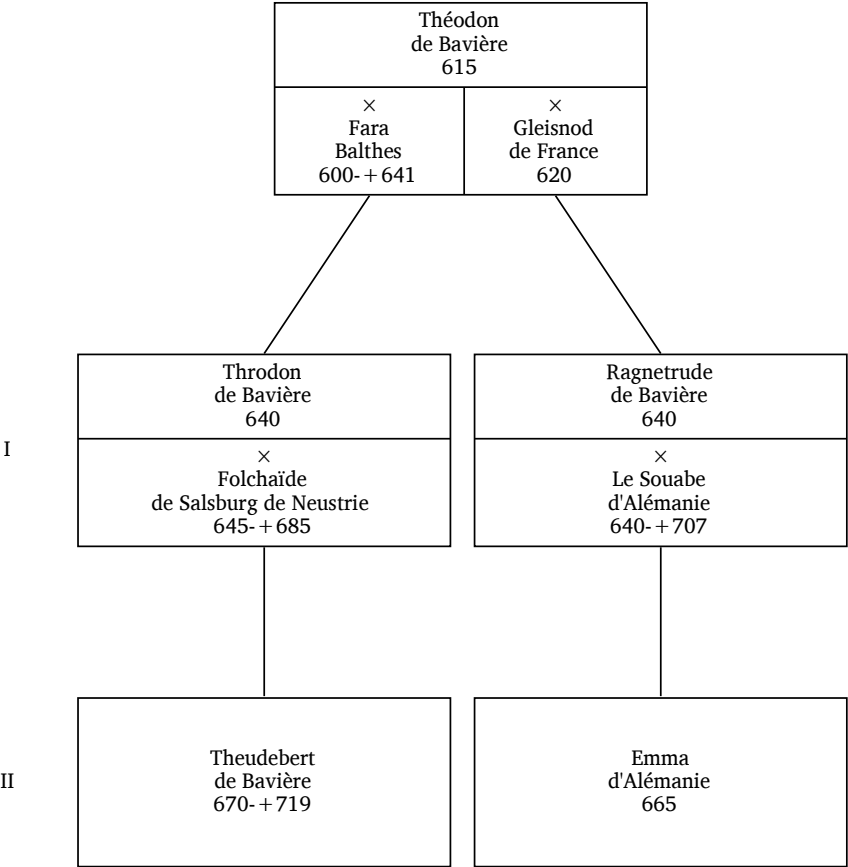 Théodon
de Bavière
615
×
Fara
Balthes
600-+641
×
Gleisnod
de France
620
I
Throdon
de Bavière
640
×
Folchaïde
de Salsburg de Neustrie
645-+685
Ragnetrude
de Bavière
640
×
Le Souabe
d'Alémanie
640-+707
II
Theudebert
de Bavière
670-+719
Emma
d'Alémanie
665